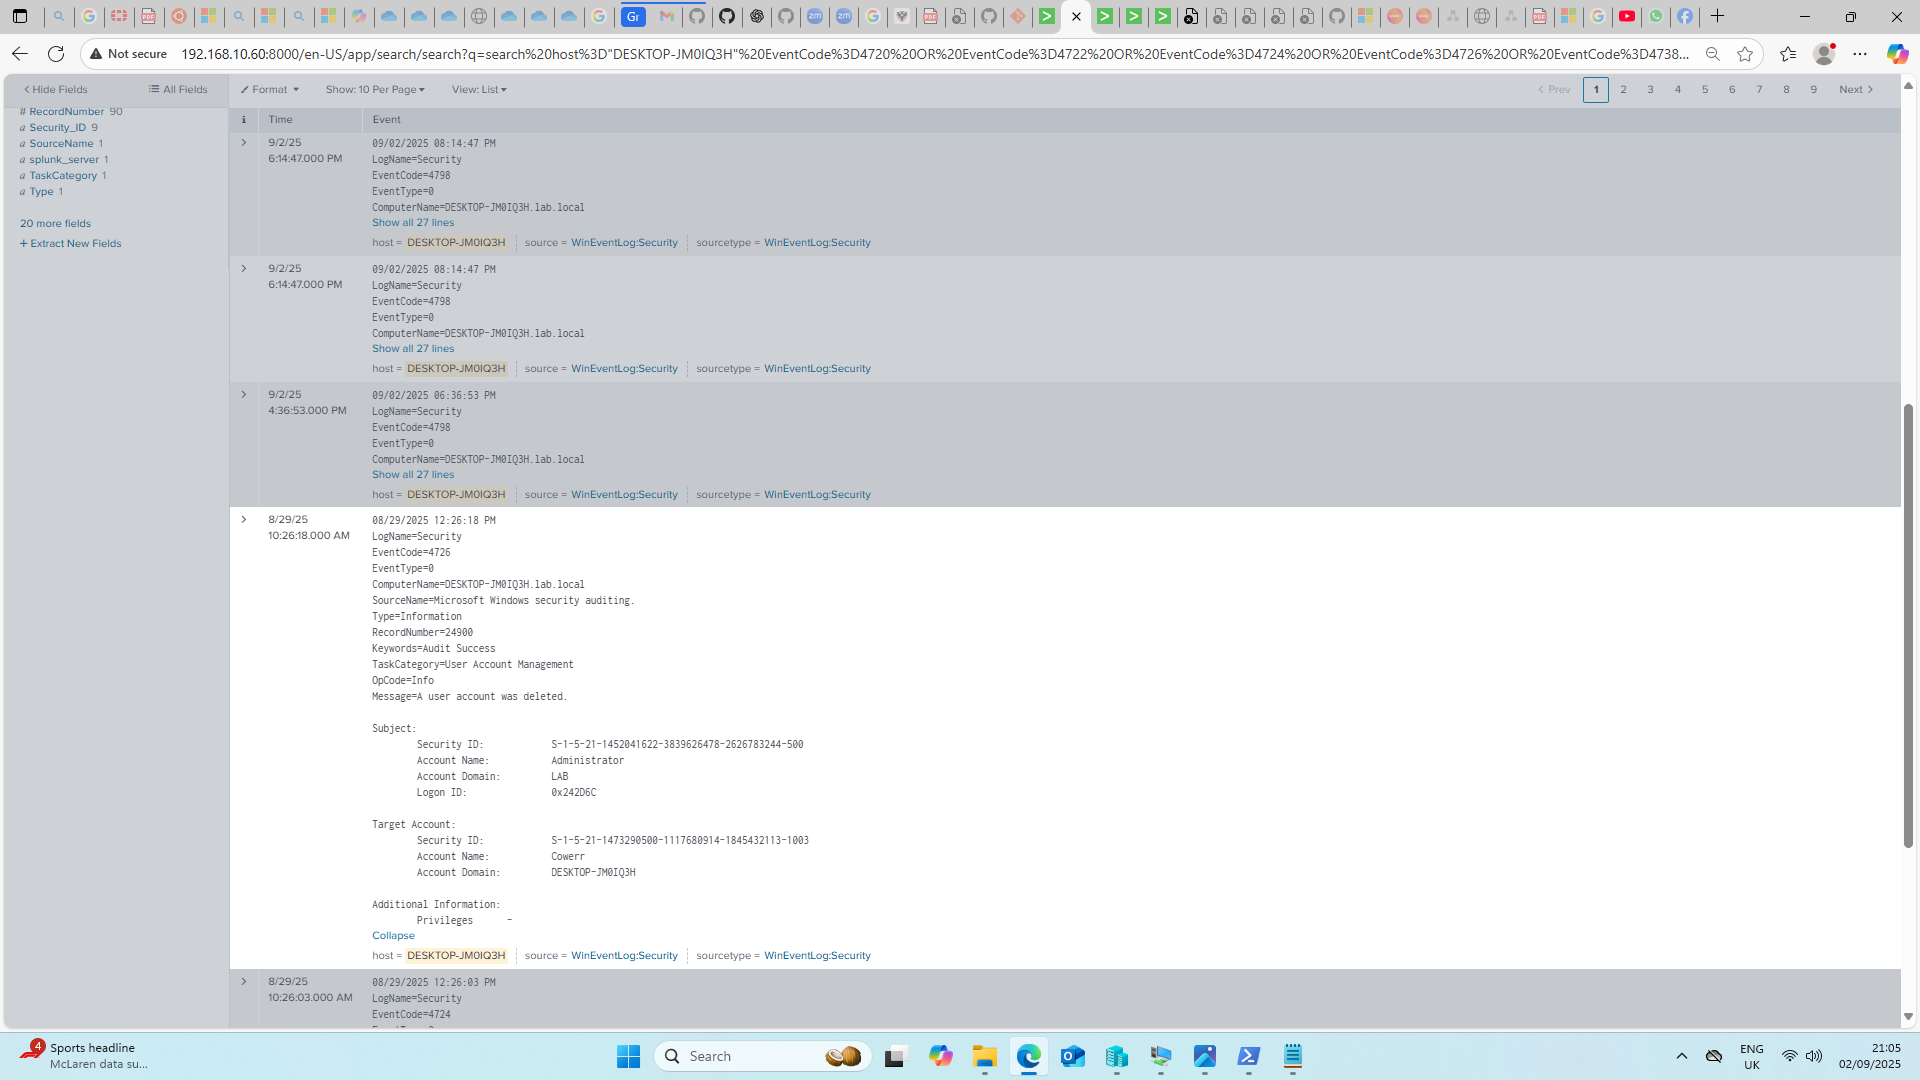 Gr
zm
zm
Not secure
192.168.10.60:8000/en-US/app/search/search?q=search%20host%3D"DESKTOP-JM0IQ3H"%20EventCode%3D4720%20OR%20EventCode%3D4722%20OR%20EventCode%3D4724%20OR%20EventCode%3D4726%20OR%20EventCode%3D4738...
Hide Fields
All Fields
Format
Show: 10 Per Page
View: List
Prev 1 2 3 4 5 6 7 8 9 Next
# RecordNumber 90
a Security_ID 9
a SourceName 1
a splunk_server 1
a TaskCategory 1
a Type 1
20 more fields
+ Extract New Fields
i Time Event
9/2/25
6:14:47.000 PM
09/02/2025 08:14:47 PM
LogName=Security
EventCode=4798
EventType=0
ComputerName=DESKTOP-JM0IQ3H.lab.local
Show all 27 lines
host = DESKTOP-JM0IQ3H source = WinEventLog:Security sourcetype = WinEventLog:Security
9/2/25
6:14:47.000 PM
09/02/2025 08:14:47 PM
LogName=Security
EventCode=4798
EventType=0
ComputerName=DESKTOP-JM0IQ3H.lab.local
Show all 27 lines
host = DESKTOP-JM0IQ3H source = WinEventLog:Security sourcetype = WinEventLog:Security
9/2/25
4:36:53.000 PM
09/02/2025 06:36:53 PM
LogName=Security
EventCode=4798
EventType=0
ComputerName=DESKTOP-JM0IQ3H.lab.local
Show all 27 lines
host = DESKTOP-JM0IQ3H source = WinEventLog:Security sourcetype = WinEventLog:Security
8/29/25
10:26:18.000 AM
08/29/2025 12:26:18 PM
LogName=Security
EventCode=4726
EventType=0
ComputerName=DESKTOP-JM0IQ3H.lab.local
SourceName=Microsoft Windows security auditing.
Type=Information
RecordNumber=24900
Keywords=Audit Success
TaskCategory=User Account Management
OpCode=Info
Message=A user account was deleted.
Subject:
Security ID: S-1-5-21-1452041622-3839626478-2626783244-500
Account Name: Administrator
Account Domain: LAB
Logon ID: 0x242D6C
Target Account:
Security ID: S-1-5-21-1473290500-1117680914-1845432113-1003
Account Name: Cowerr
Account Domain: DESKTOP-JM0IQ3H
Additional Information:
Privileges -
Collapse
host = DESKTOP-JM0IQ3H source = WinEventLog:Security sourcetype = WinEventLog:Security
8/29/25
10:26:03.000 AM
08/29/2025 12:26:03 PM
LogName=Security
EventCode=4724
4
Sports headline
McLaren data su...
Search
ENG
UK
21:05
02/09/2025